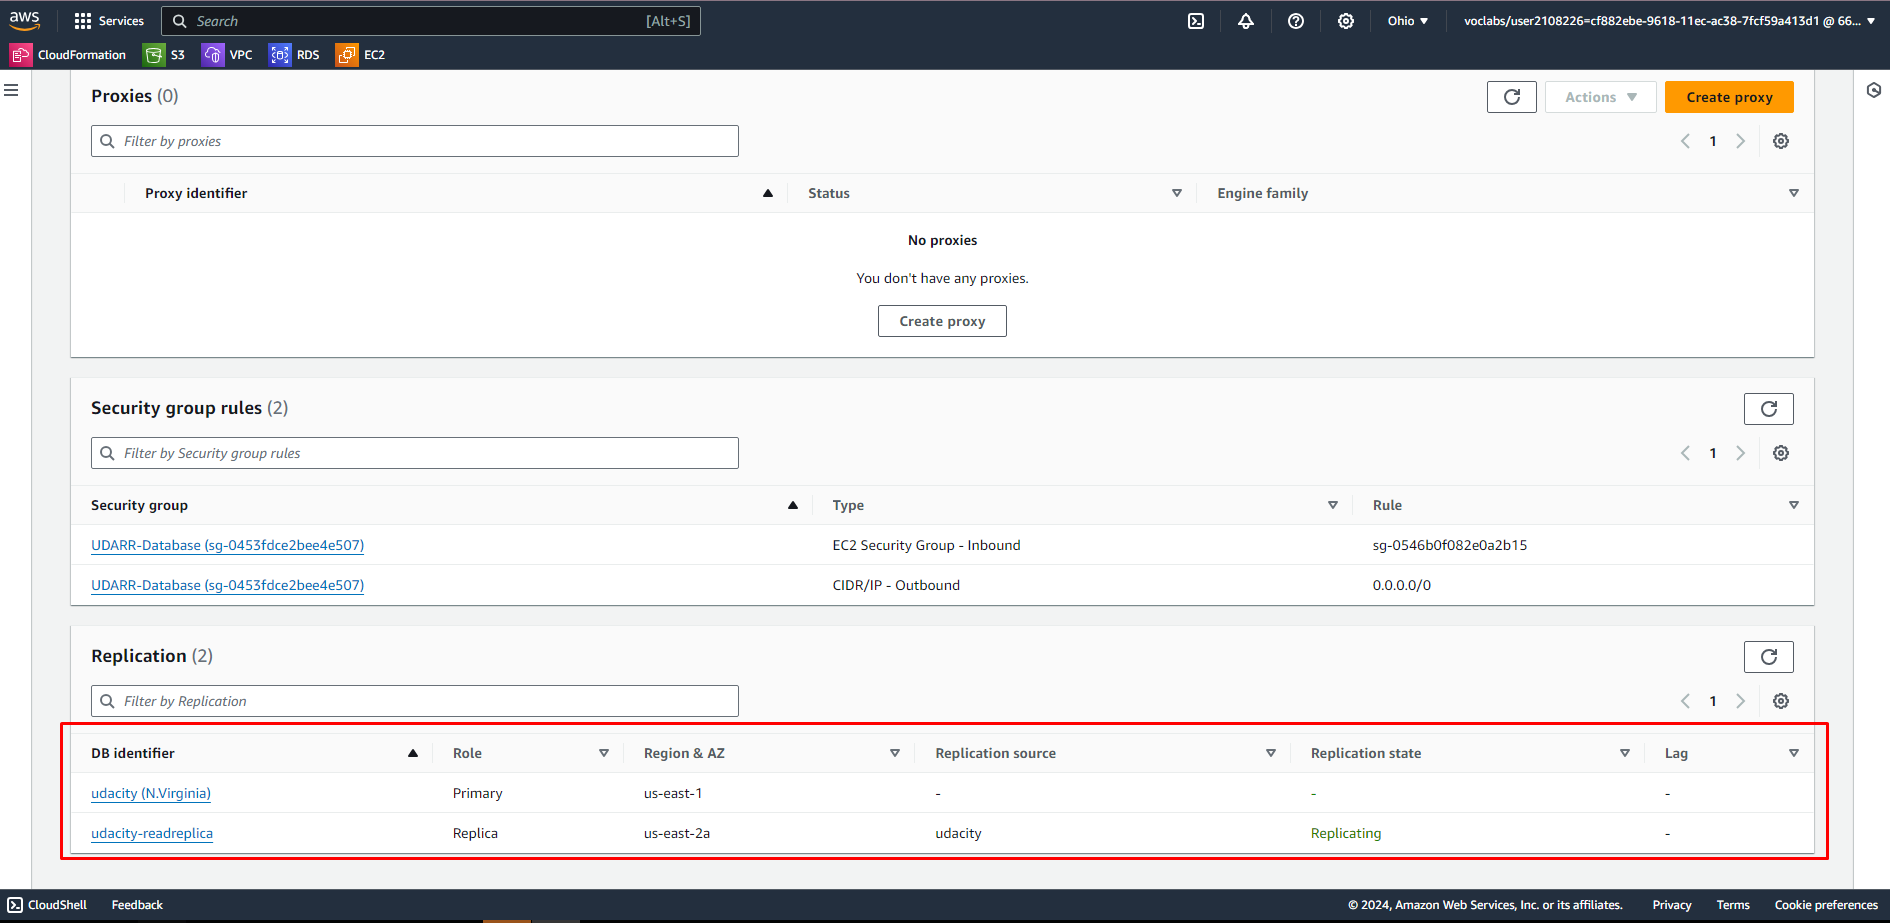 aws Services Search [Alt+S] Ohio voclabs/user2108226=cf882ebe-9618-11ec-ac38-7fcf59a413d1 @ 66...
CloudFormation S3 VPC RDS EC2
Proxies (0) Actions Create proxy
Filter by proxies 1
Proxy identifier Status Engine family
No proxies
You don't have any proxies.
Create proxy
Security group rules (2)
Filter by Security group rules 1
Security group Type Rule
UDARR-Database (sg-0453fdce2bee4e507) EC2 Security Group - Inbound sg-0546b0f082e0a2b15
UDARR-Database (sg-0453fdce2bee4e507) CIDR/IP - Outbound 0.0.0.0/0
Replication (2)
Filter by Replication 1
DB identifier Role Region & AZ Replication source Replication state Lag
udacity (N.Virginia) Primary us-east-1 - - -
udacity-readreplica Replica us-east-2a udacity Replicating -
CloudShell Feedback © 2024, Amazon Web Services, Inc. or its affiliates. Privacy Terms Cookie preferences